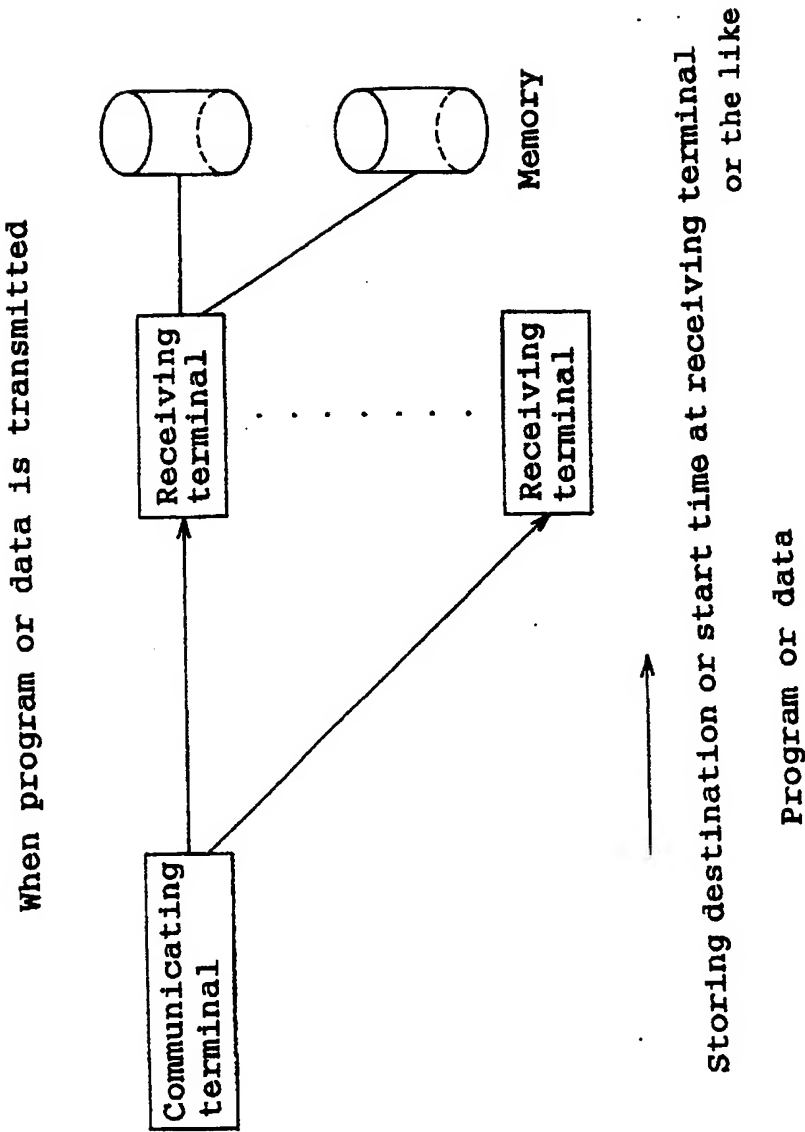 When program or data is transmitted
Communicating
terminal
Receiving
terminal
Receiving
terminal
Memory
Storing destination or start time at receiving terminal
or the like
Program or data